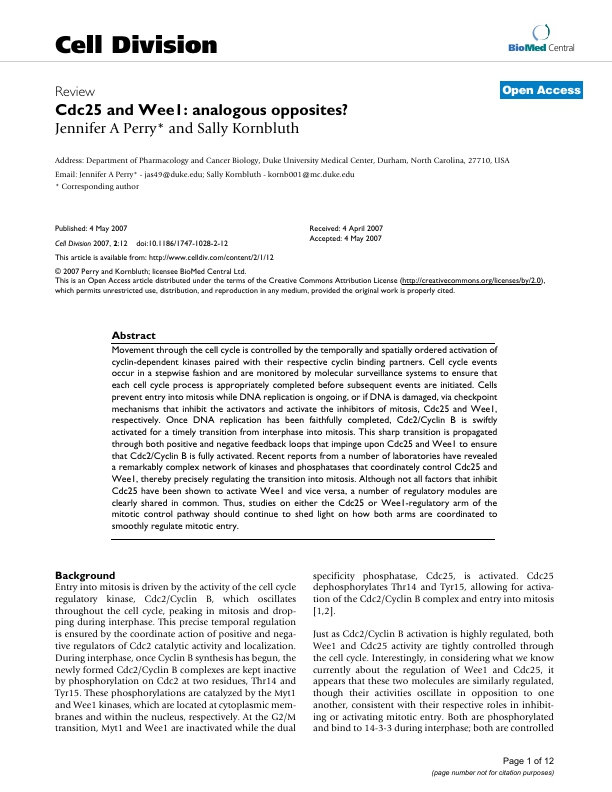 Cell Division
BioMed Central
Review
Open Access
Cdc25 and Wee1: analogous opposites?
Jennifer A Perry* and Sally Kornbluth
Address: Department of Pharmacology and Cancer Biology, Duke University Medical Center, Durham, North Carolina, 27710, USA
Email: Jennifer A Perry* - jas49@duke.edu; Sally Kornbluth - kornb001@mc.duke.edu
* Corresponding author
Published: 4 May 2007
Cell Division 2007, 2:12 doi:10.1186/1747-1028-2-12
Received: 4 April 2007
Accepted: 4 May 2007
This article is available from: http://www.celldiv.com/content/2/1/12
© 2007 Perry and Kornbluth; licensee BioMed Central Ltd.
This is an Open Access article distributed under the terms of the Creative Commons Attribution License (http://creativecommons.org/licenses/by/2.0),
which permits unrestricted use, distribution, and reproduction in any medium, provided the original work is properly cited.
Abstract
Movement through the cell cycle is controlled by the temporally and spatially ordered activation of
cyclin-dependent kinases paired with their respective cyclin binding partners. Cell cycle events
occur in a stepwise fashion and are monitored by molecular surveillance systems to ensure that
each cell cycle process is appropriately completed before subsequent events are initiated. Cells
prevent entry into mitosis while DNA replication is ongoing, or if DNA is damaged, via checkpoint
mechanisms that inhibit the activators and activate the inhibitors of mitosis, Cdc25 and Wee1,
respectively. Once DNA replication has been faithfully completed, Cdc2/Cyclin B is swiftly
activated for a timely transition from interphase into mitosis. This sharp transition is propagated
through both positive and negative feedback loops that impinge upon Cdc25 and Wee1 to ensure
that Cdc2/Cyclin B is fully activated. Recent reports from a number of laboratories have revealed
a remarkably complex network of kinases and phosphatases that coordinately control Cdc25 and
Wee1, thereby precisely regulating the transition into mitosis. Although not all factors that inhibit
Cdc25 have been shown to activate Wee1 and vice versa, a number of regulatory modules are
clearly shared in common. Thus, studies on either the Cdc25 or Wee1-regulatory arm of the
mitotic control pathway should continue to shed light on how both arms are coordinated to
smoothly regulate mitotic entry.
Background
Entry into mitosis is driven by the activity of the cell cycle
regulatory kinase, Cdc2/Cyclin B, which oscillates
throughout the cell cycle, peaking in mitosis and drop-
ping during interphase. This precise temporal regulation
is ensured by the coordinate action of positive and nega-
tive regulators of Cdc2 catalytic activity and localization.
During interphase, once Cyclin B synthesis has begun, the
newly formed Cdc2/Cyclin B complexes are kept inactive
by phosphorylation on Cdc2 at two residues, Thr14 and
Tyr15. These phosphorylations are catalyzed by the Myt1
and Wee1 kinases, which are located at cytoplasmic mem-
branes and within the nucleus, respectively. At the G2/M
transition, Myt1 and Wee1 are inactivated while the dual
specificity phosphatase, Cdc25, is activated. Cdc25
dephosphorylates Thr14 and Tyr15, allowing for activa-
tion of the Cdc2/Cyclin B complex and entry into mitosis
[1,2].
Just as Cdc2/Cyclin B activation is highly regulated, both
Wee1 and Cdc25 activity are tightly controlled through
the cell cycle. Interestingly, in considering what we know
currently about the regulation of Wee1 and Cdc25, it
appears that these two molecules are similarly regulated,
though their activities oscillate in opposition to one
another, consistent with their respective roles in inhibit-
ing or activating mitotic entry. Both are phosphorylated
and bind to 14-3-3 during interphase; both are controlled
Page 1 of 12
(page number not for citation purposes)